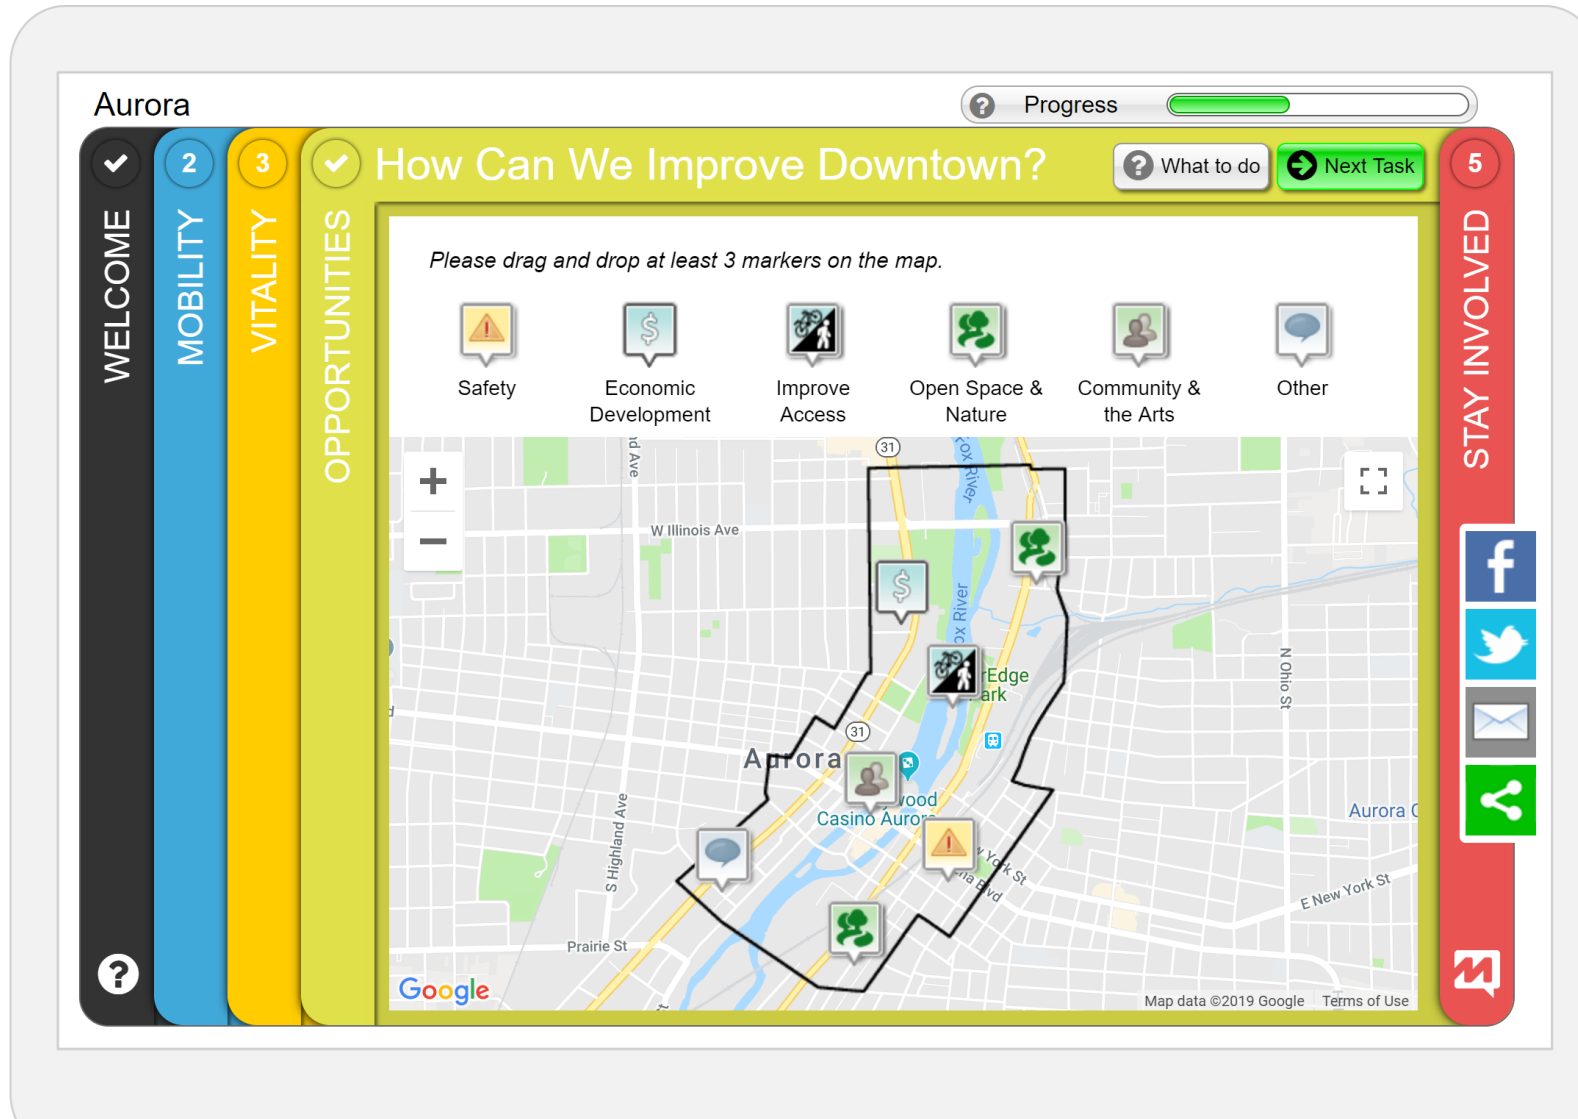 Aurora
? Progress
2
3
How Can We Improve Downtown?
? What to do
Next Task
5
WELCOME
MOBILITY
VITALITY
OPPORTUNITIES
STAY INVOLVED
Please drag and drop at least 3 markers on the map.
Safety
Economic
Development
Improve
Access
Open Space &
Nature
Community &
the Arts
Other
31
Fox River
W Illinois Ave
$
N Ohio St
31
Aurora
Casino Aurora
S Highland Ave
E New York St
Prairie St
?
Google
Map data ©2019 Google
Terms of Use